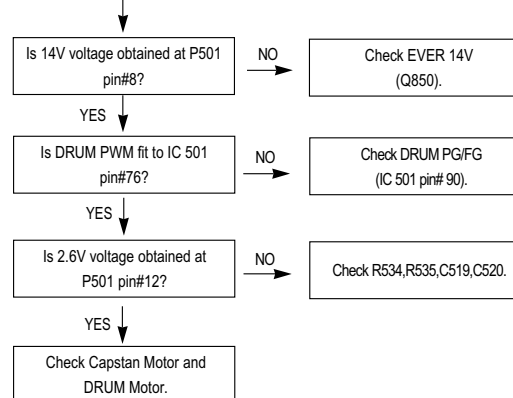 Is 14V voltage obtained at P501
pin#8?
NO
Check EVER 14V
(Q850).
YES
Is DRUM PWM fit to IC 501
pin#76?
NO
Check DRUM PG/FG
(IC 501 pin# 90).
YES
Is 2.6V voltage obtained at
P501 pin#12?
NO
Check R534,R535,C519,C520.
YES
Check Capstan Motor and
DRUM Motor.